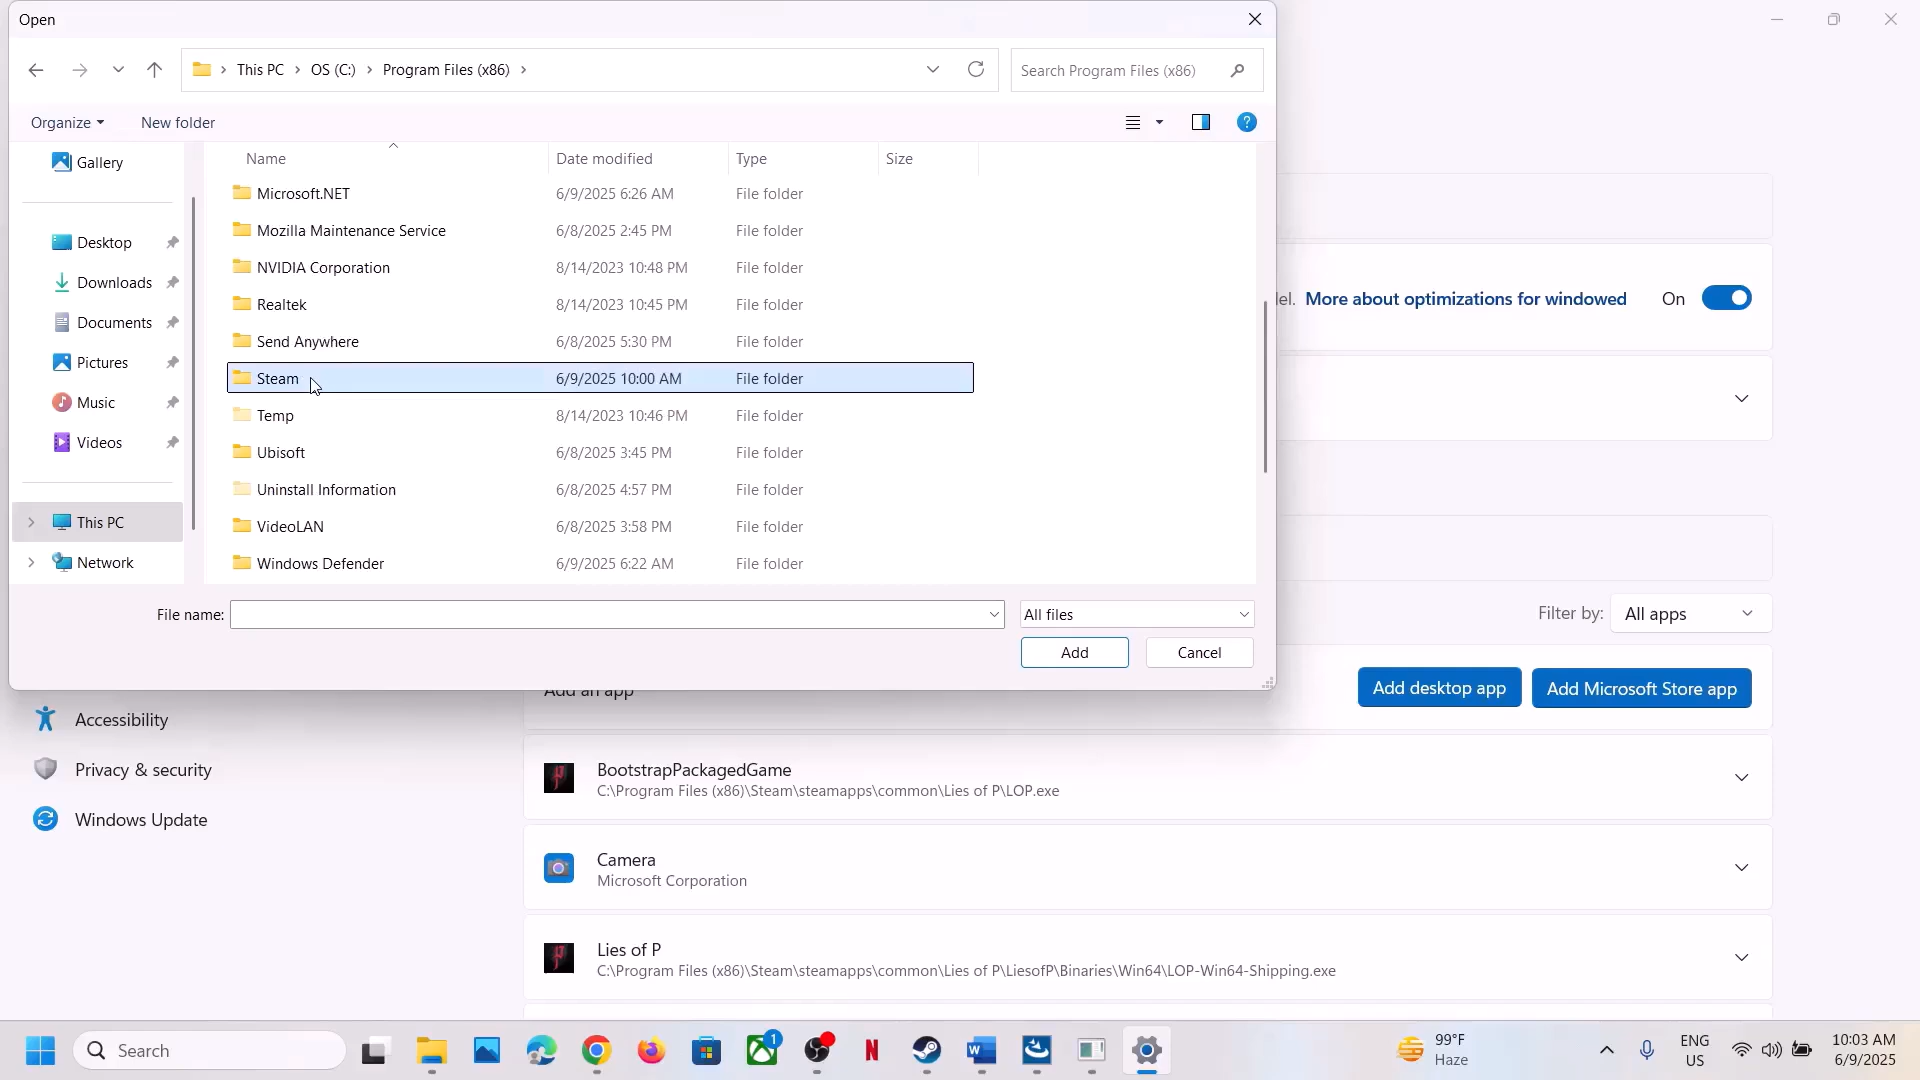 Open
This PC > OS (C:) > Program Files (x86) >
Search Program Files (x86)
Organize
New folder
Gallery
Desktop
Downloads
Documents
Pictures
Music
Videos
This PC
Network
Name Date modified Type Size
Microsoft.NET 6/9/2025 6:26 AM File folder
Mozilla Maintenance Service 6/8/2025 2:45 PM File folder
NVIDIA Corporation 8/14/2023 10:48 PM File folder
Realtek 8/14/2023 10:45 PM File folder
Send Anywhere 6/8/2025 5:30 PM File folder
Steam 6/9/2025 10:00 AM File folder
Temp 8/14/2023 10:46 PM File folder
Ubisoft 6/8/2025 3:45 PM File folder
Uninstall Information 6/8/2025 4:57 PM File folder
VideoLAN 6/8/2025 3:58 PM File folder
Windows Defender 6/9/2025 6:22 AM File folder
File name:
All files
Add
Cancel
More about optimizations for windowed
On
Filter by: All apps
Add an app
Add desktop app
Add Microsoft Store app
Accessibility
Privacy & security
Windows Update
BootstrapPackagedGame
C:\Program Files (x86)\Steam\steamapps\common\Lies of P\LOP.exe
Camera
Microsoft Corporation
Lies of P
C:\Program Files (x86)\Steam\steamapps\common\Lies of P\LiesofP\Binaries\Win64\LOP-Win64-Shipping.exe
Search
1
99°F
Haze
ENG
US
10:03 AM
6/9/2025